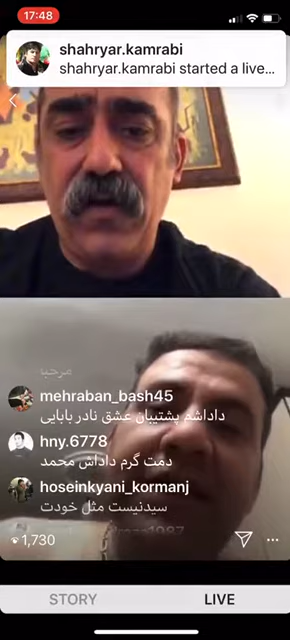 17:48
shahryar.kamrabi
shahryar.kamrabi started a live...
مرحبا
mehraban_bash45
داداشم پشتیبان عشق نادر بابایی
hny.6778
دمت گرم داداش محمد
hoseinkyani_kormanj
سیدنیست مثل خودت
1,730
STORY
LIVE